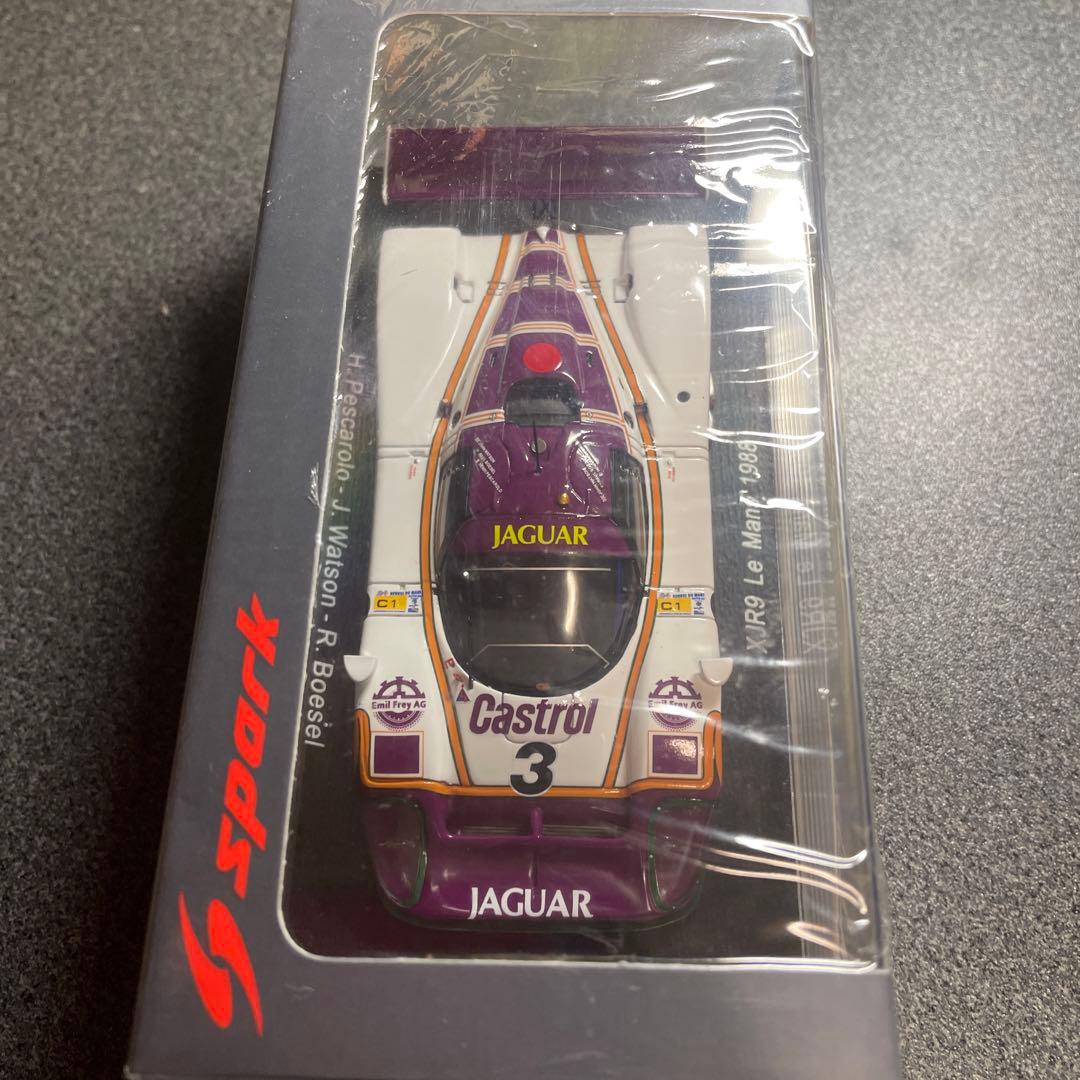 spark
H. Pescarolo - J. Watson - R. Boesel
XJR9 Le Mans 1988
JAGUAR
C1
C1
Emil Frey AG
Emil Frey AG
Castrol
3
JAGUAR